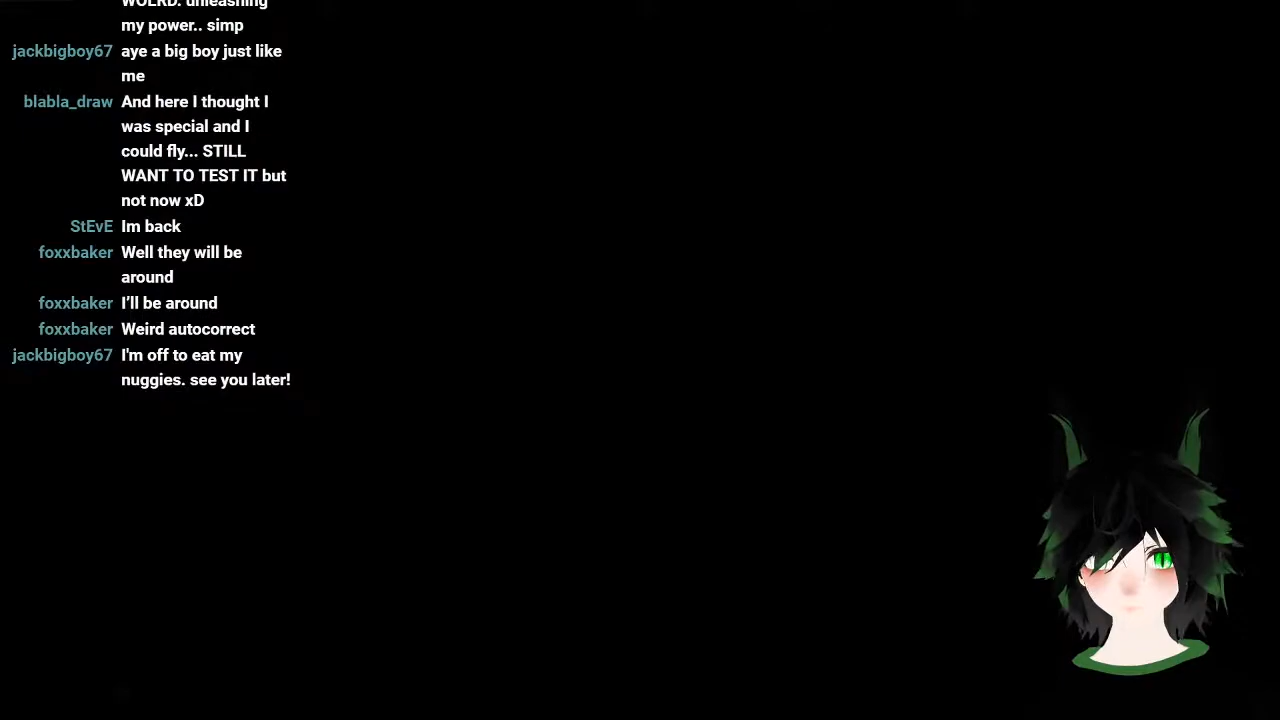 WOERD. unleashing
my power.. simp
jackbigboy67 aye a big boy just like
me
blabla_draw And here I thought I
was special and I
could fly... STILL
WANT TO TEST IT but
not now xD
StEvE Im back
foxxbaker Well they will be
around
foxxbaker I’ll be around
foxxbaker Weird autocorrect
jackbigboy67 I'm off to eat my
nuggies. see you later!